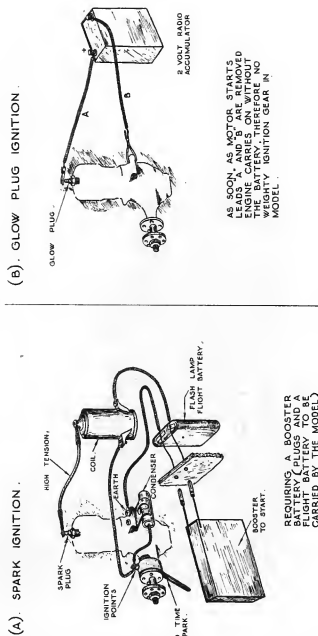 (A). SPARK IGNITION.
HIGH TENSION.
SPARK
PLUG
COIL
IGNITION
POINTS
EARTH
CONDENSER
FLASH LAMP
FLIGHT BATTERY.
TIME
PARK.
BOOSTER
TO START.
REQUIRING A BOOSTER
BATTERY (PLUGS AND A
FLIGHT BATTERY TO BE
CARRIED BY THE MODEL)
(B). GLOW PLUG IGNITION.
GLOW PLUG.
A
B
+
2 VOLT RADIO
ACCUMULATOR
AS SOON AS MOTOR STARTS
LEADS "A" AND "B" ARE REMOVED
ENGINE CARRIES ON WITHOUT
THE BATTERY, THEREFORE NO
WEIGHTY IGNITION GEAR IN
MODEL.